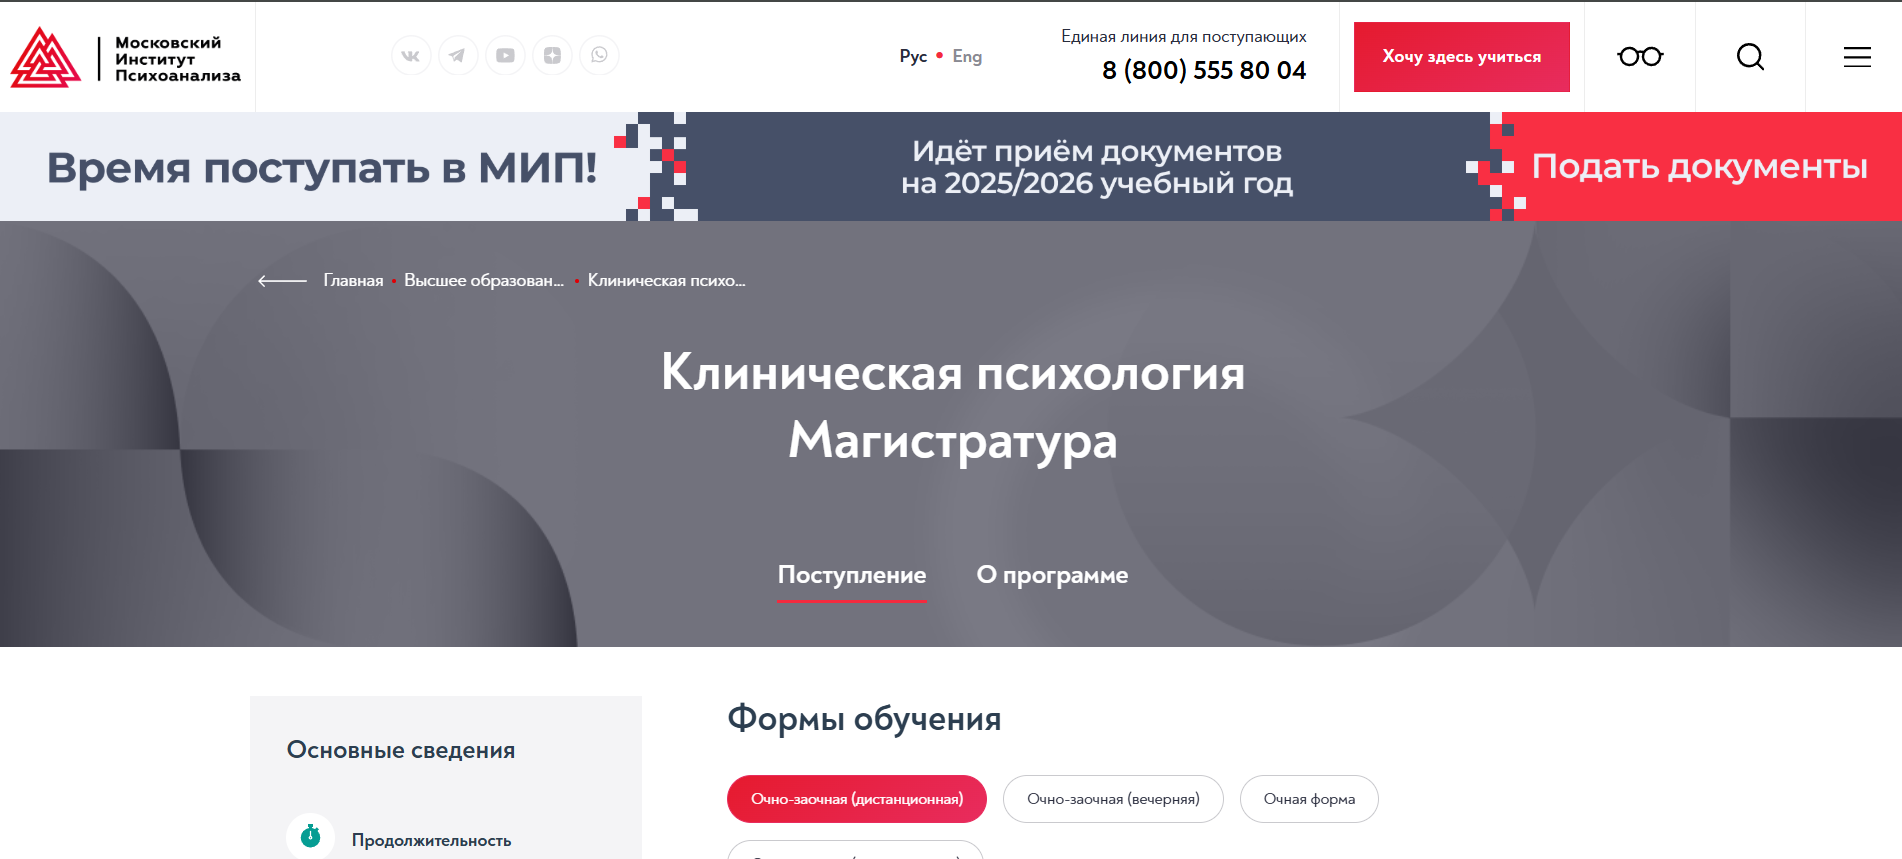 Московский
Институт
Психоанализа
Рус • Eng
Единая линия для поступающих
8 (800) 555 80 04
Хочу здесь учиться
Время поступать в МИП!
Идёт приём документов
на 2025/2026 учебный год
Подать документы
Главная • Высшее образован... • Клиническая психо...
Клиническая психология
Магистратура
Поступление
О программе
Основные сведения
Продолжительность
Формы обучения
Очно-заочная (дистанционная)
Очно-заочная (вечерняя)
Очная форма